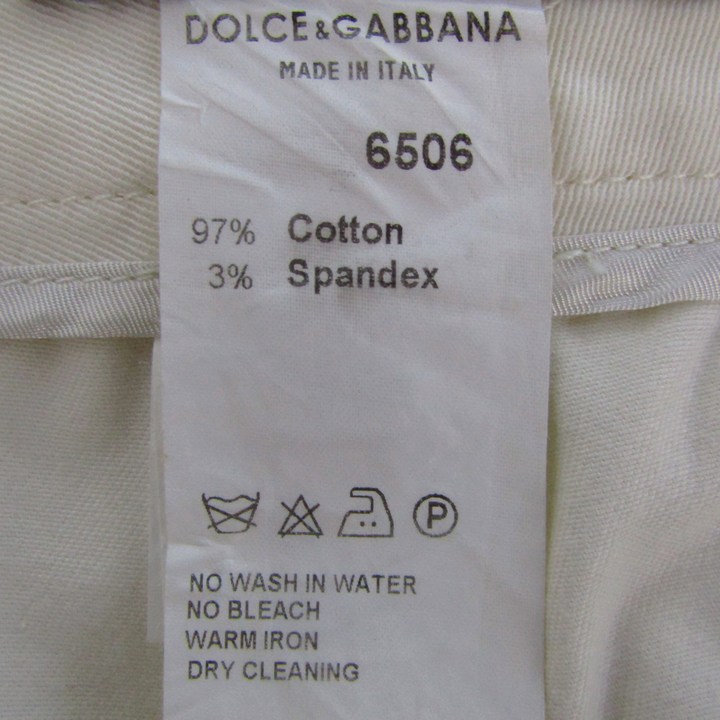 DOLCE&GABBANA
MADE IN ITALY
6506
97% Cotton
3% Spandex
P
NO WASH IN WATER
NO BLEACH
WARM IRON
DRY CLEANING